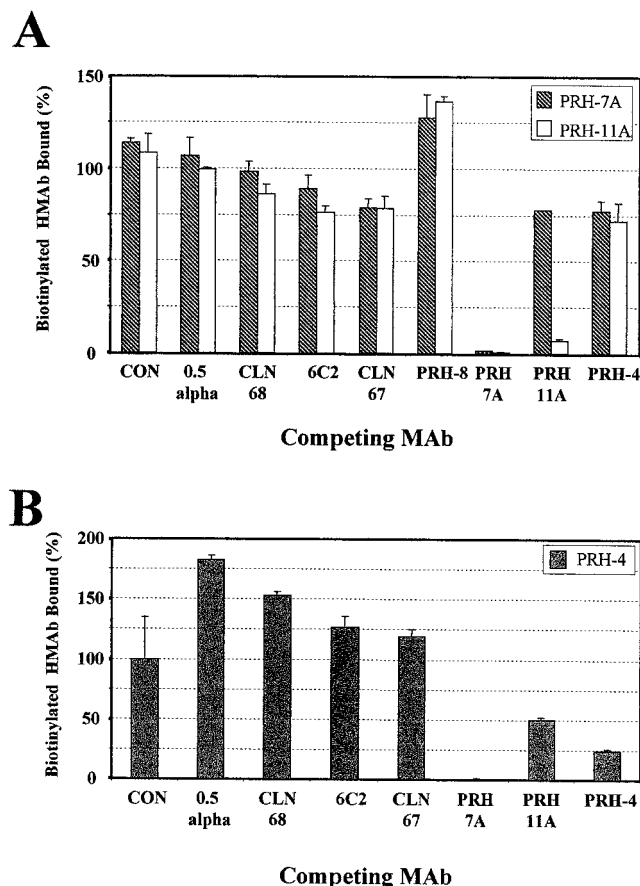 A
Biotinylated HMAb Bound (%)
150
100
50
0
PRH-7A
PRH-11A
CON 0.5 CLN 6C2 CLN PRH-8 PRH PRH PRH-4
alpha 68 67 7A 11A
Competing MAb
B
Biotinylated HMAb Bound (%)
200
150
100
50
0
PRH-4
CON 0.5 CLN 6C2 CLN PRH PRH PRH-4
alpha 68 67 7A 11A
Competing MAb